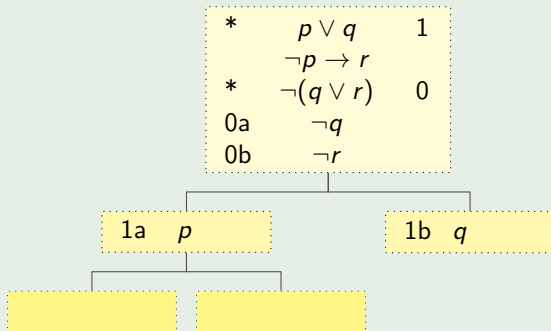 * p ∨ q 1
¬p → r
* ¬(q ∨ r) 0
0a ¬q
0b ¬r
1a p
1b q